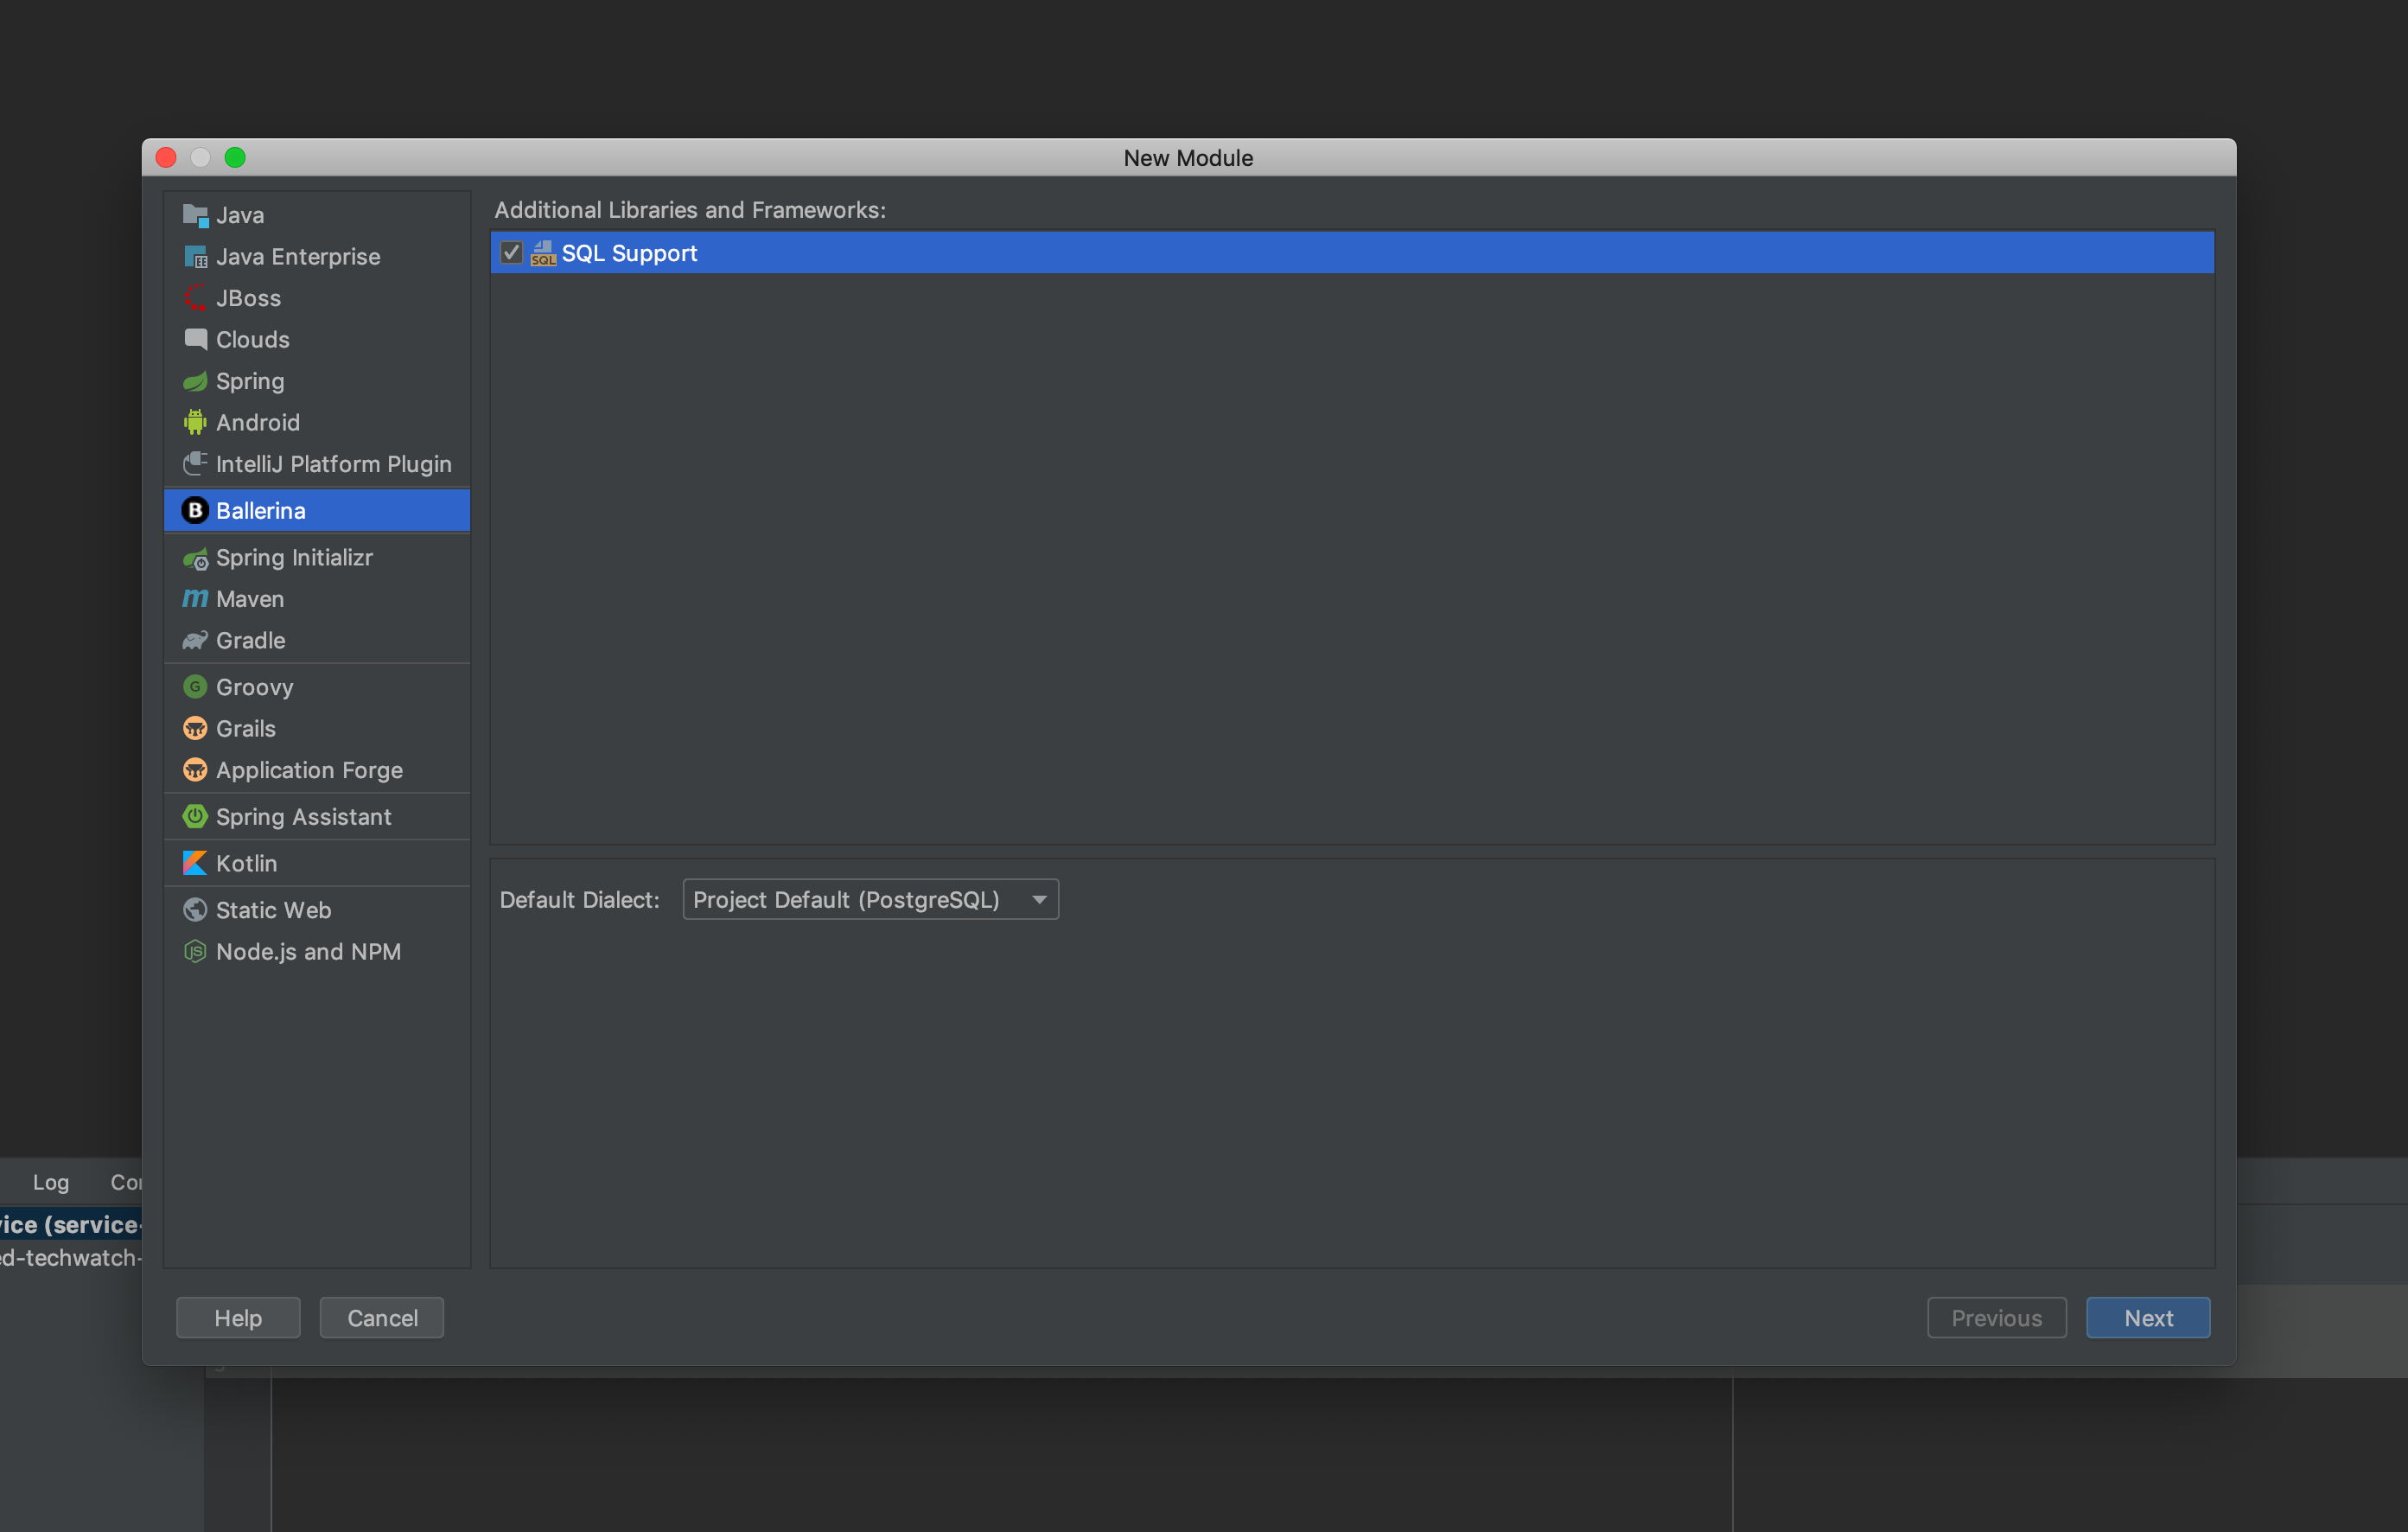 New Module
Java
Java Enterprise
JBoss
Clouds
Spring
Android
IntelliJ Platform Plugin
Ballerina
Spring Initializr
Maven
Gradle
Groovy
Grails
Application Forge
Spring Assistant
Kotlin
Static Web
Node.js and NPM
Additional Libraries and Frameworks:
SQL Support
Default Dialect: Project Default (PostgreSQL)
Help Cancel Previous Next
Log
(service-
-techwatch-